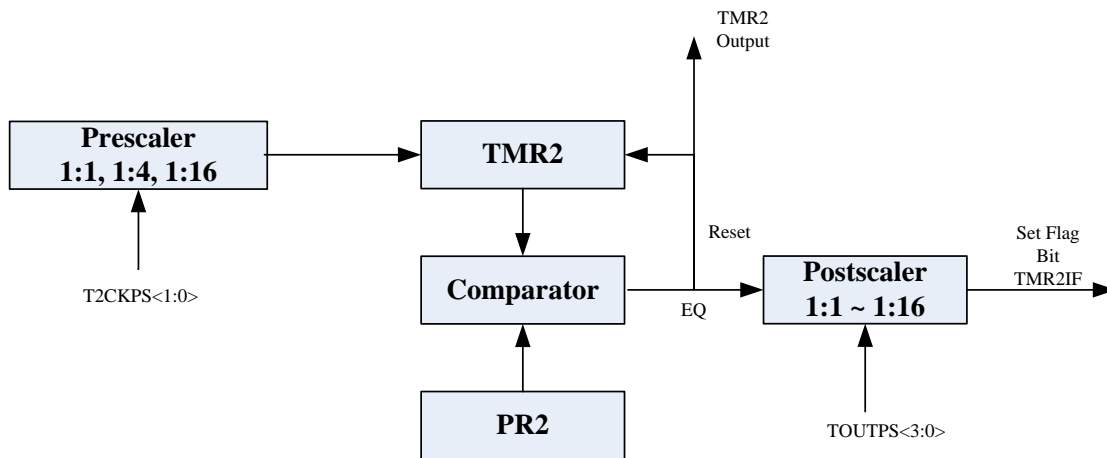 TMR2
Output
Prescaler
1:1, 1:4, 1:16
TMR2
Reset
Set Flag
Bit
TMR2IF
T2CKPS<1:0>
Comparator
EQ
Postscaler
1:1 ~ 1:16
PR2
TOUTPS<3:0>